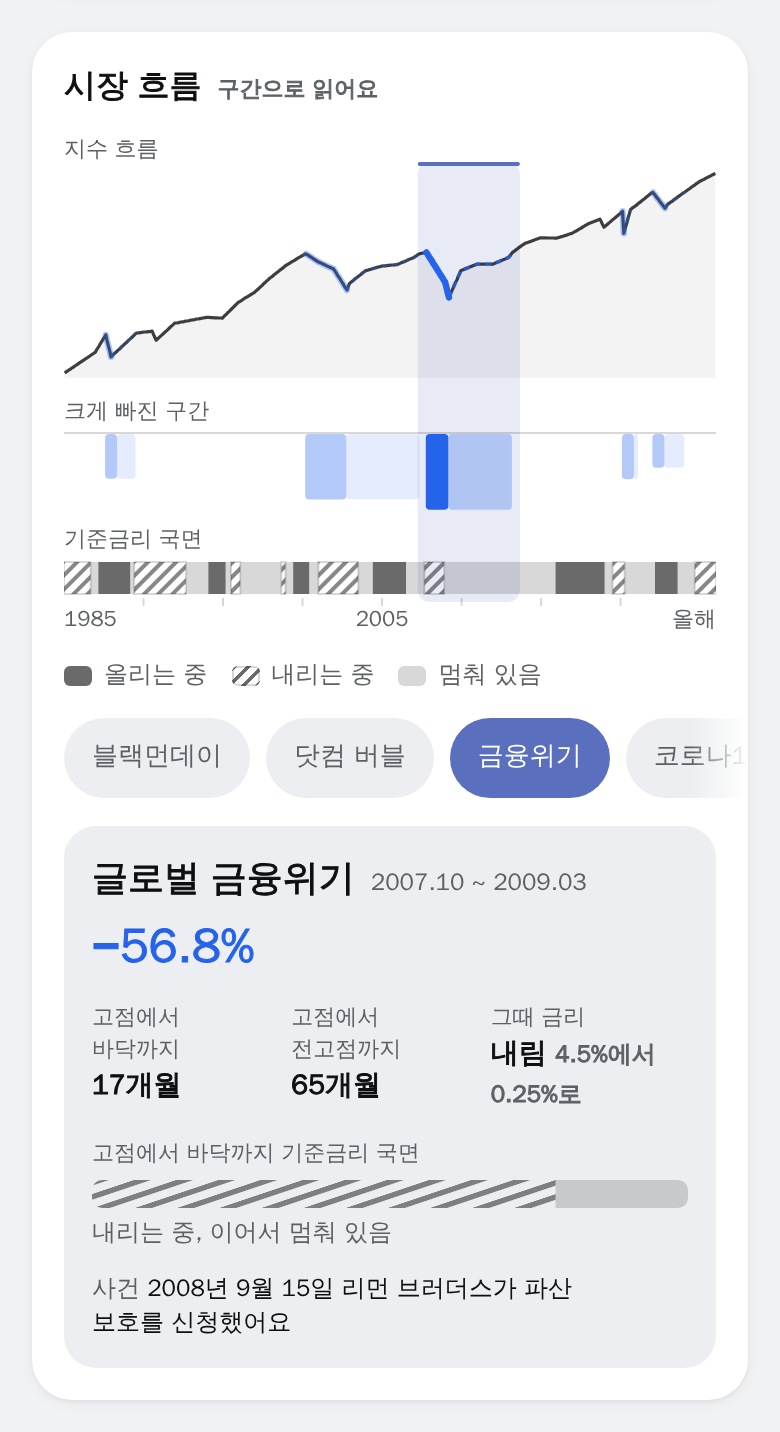 시장 흐름 구간으로 읽어요
지수 흐름
크게 빠진 구간
기준금리 국면
1985 2005 올해
올리는 중 내리는 중 멈춰 있음
블랙먼데이 닷컴 버블 금융위기 코로나1
글로벌 금융위기 2007.10 ~ 2009.03
−56.8%
고점에서 고점에서 그때 금리
바닥까지 전고점까지 내림 4.5%에서
17개월 65개월 0.25%로
고점에서 바닥까지 기준금리 국면
내리는 중, 이어서 멈춰 있음
사건 2008년 9월 15일 리먼 브러더스가 파산
보호를 신청했어요